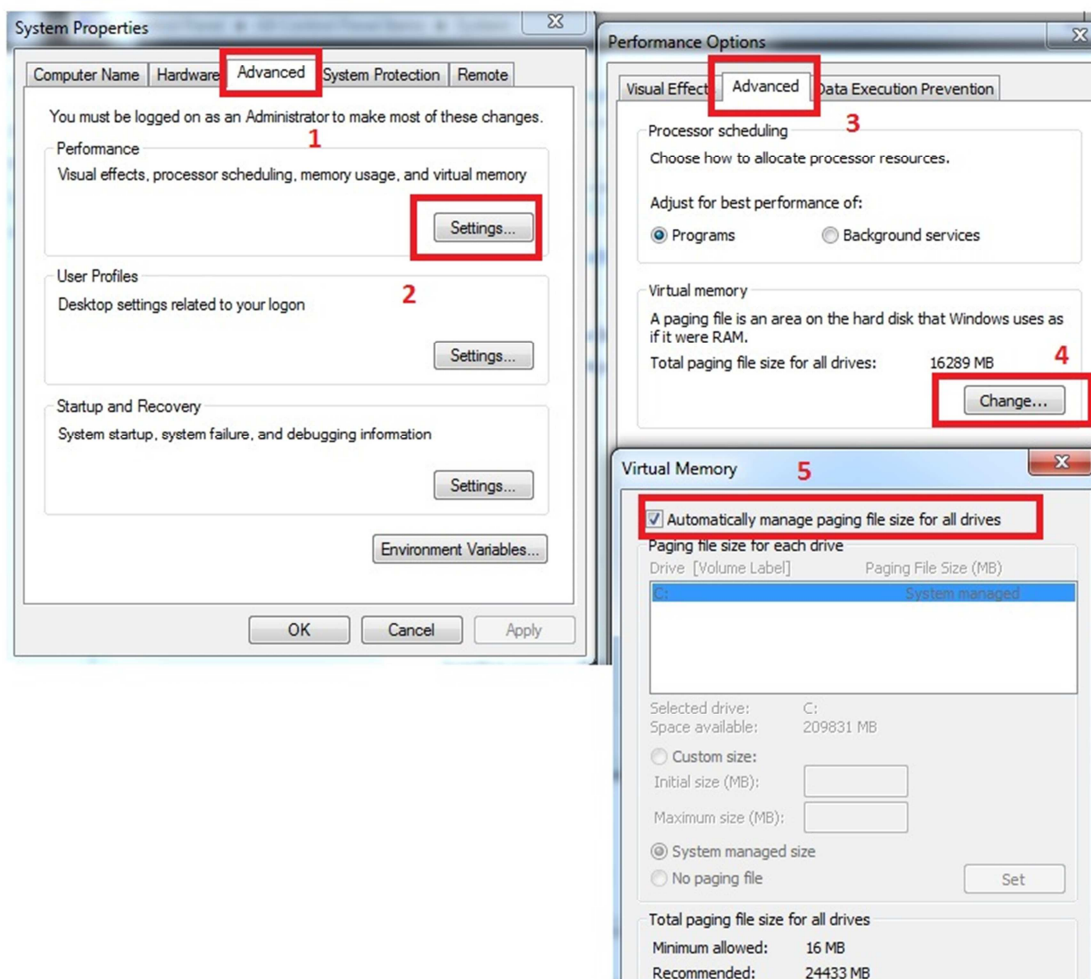 System Properties
Computer Name
Hardware
Advanced
System Protection
Remote
You must be logged on as an Administrator to make most of these changes.
1
Performance
Visual effects, processor scheduling, memory usage, and virtual memory
Settings...
2
User Profiles
Desktop settings related to your logon
Settings...
Startup and Recovery
System startup, system failure, and debugging information
Settings...
Environment Variables...
OK
Cancel
Apply
Performance Options
Visual Effect
Advanced
Data Execution Prevention
3
Processor scheduling
Choose how to allocate processor resources.
Adjust for best performance of:
Programs
Background services
Virtual memory
A paging file is an area on the hard disk that Windows uses as
if it were RAM.
Total paging file size for all drives: 16289 MB
4
Change...
Virtual Memory
5
Automatically manage paging file size for all drives
Paging file size for each drive
Drive [Volume Label] Paging File Size (MB)
C: System managed
Selected drive: C:
Space available: 209831 MB
Custom size:
Initial size (MB):
Maximum size (MB):
System managed size
No paging file
Set
Total paging file size for all drives
Minimum allowed: 16 MB
Recommended: 24433 MB